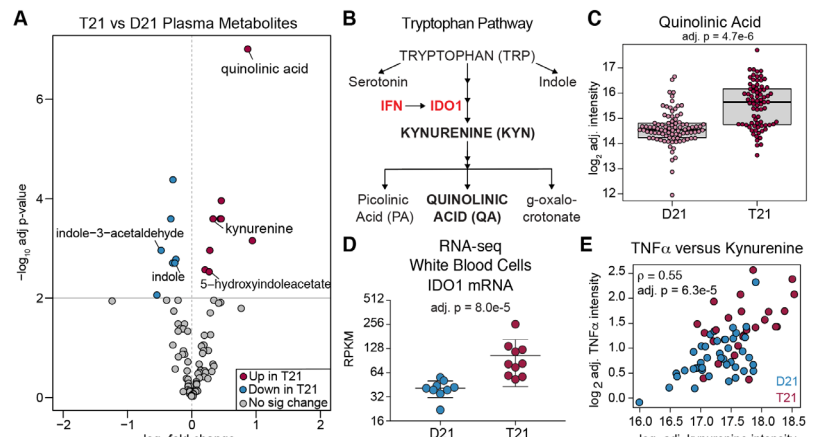 A
T21 vs D21 Plasma Metabolites
−log10 adj p-value
6
4
2
0
quinolinic acid
kynurenine
indole−3−acetaldehyde
indole
5−hydroxyindoleacetate
Up in T21
Down in T21
No sig change
−2
−1
0
1
2
B
Tryptophan Pathway
TRYPTOPHAN (TRP)
Serotonin
Indole
IFN
IDO1
KYNURENINE (KYN)
Picolinic
Acid (PA)
QUINOLINIC
ACID (QA)
g-oxalo-
crotonate
C
Quinolinic Acid
adj. p = 4.7e-6
log2 adj. intensity
17
16
15
14
13
12
D21
T21
D
RNA-seq
White Blood Cells
IDO1 mRNA
adj. p = 8.0e-5
RPKM
512
256
128
64
32
16
D21
T21
E
TNFα versus Kynurenine
ρ = 0.55
adj. p = 6.3e-5
log2 adj. TNFα intensity
2.5
2.0
1.5
1.0
0.5
0.0
D21
T21
16.0
16.5
17.0
17.5
18.0
18.5